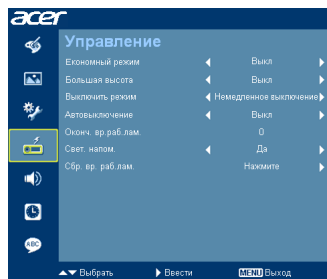 acer
Управление
Економный режим Выкл
Большая высота Выкл
Выключить режим Немедленное выключение
Автовыключение Выкл
Оконч. вр.раб.лам. 0
Свет. напом. Да
Сбр. вр. раб.лам. Нажмите
ABC
Выбрать Ввести MENU Выход